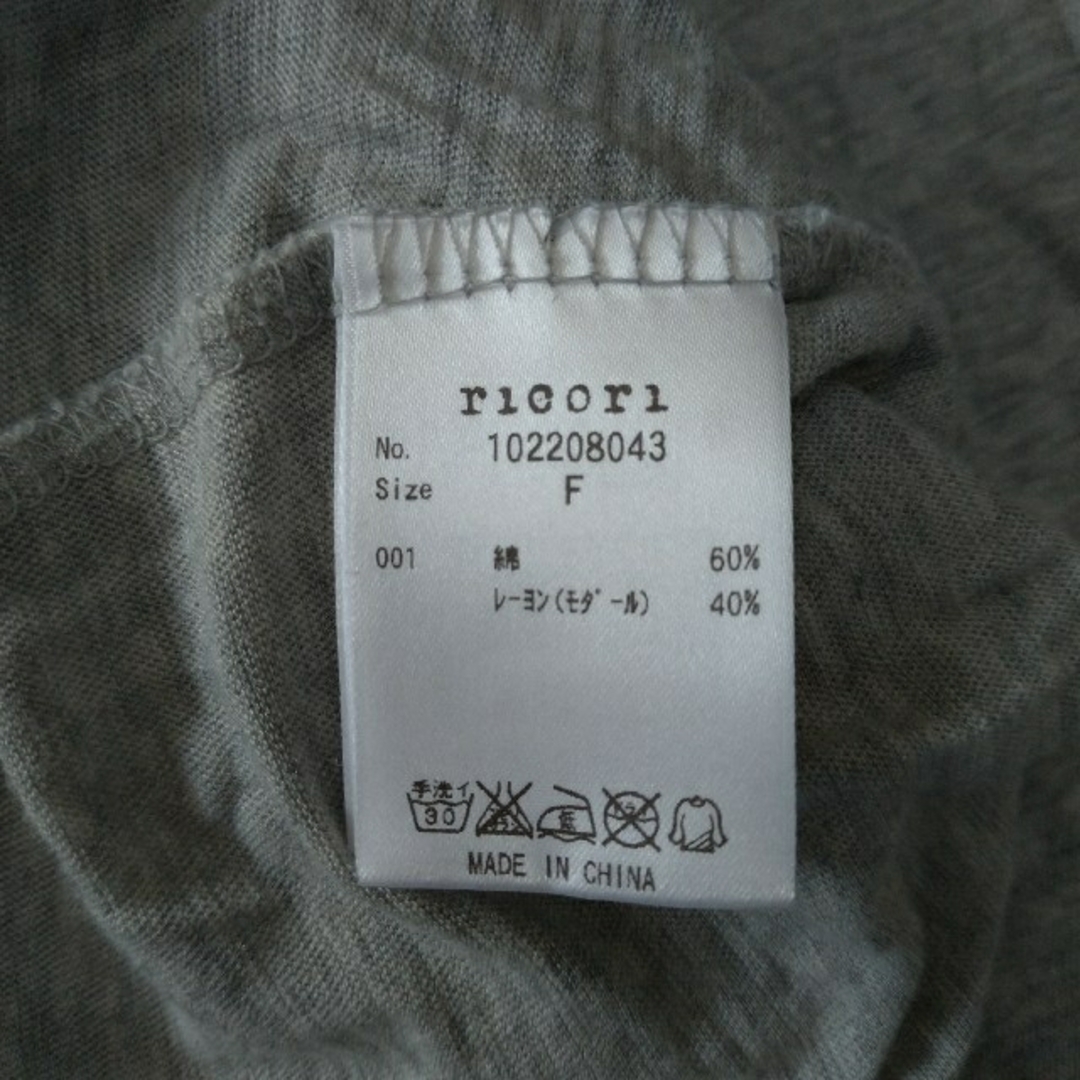 ricori
No. 102208043
Size F
001 綿 60%
レーヨン(モダール) 40%
手洗イ
30
低
MADE IN CHINA